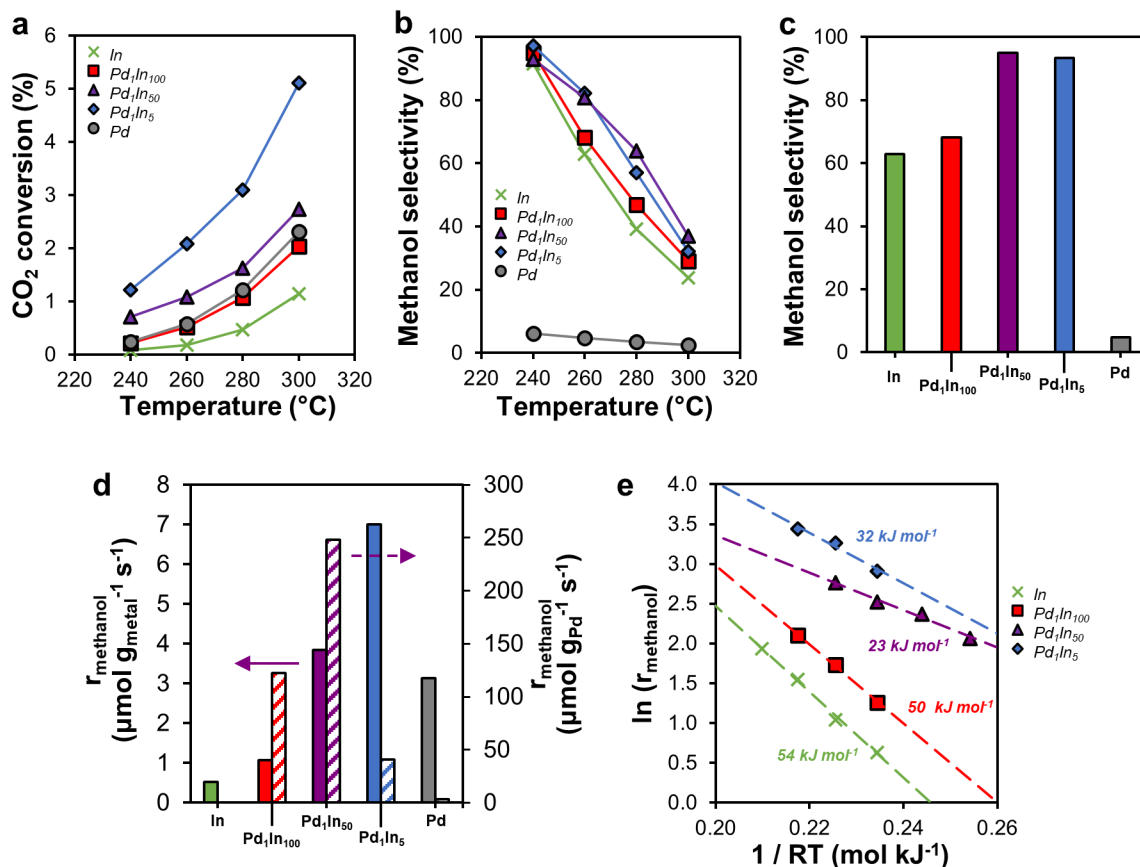 a
CO₂ conversion (%)
6
5
4
3
2
1
0
220 240 260 280 300 320
Temperature (°C)
In
Pd₁In₁₀₀
Pd₁In₅₀
Pd₁In₅
Pd
b
Methanol selectivity (%)
100
80
60
40
20
0
220 240 260 280 300 320
Temperature (°C)
In
Pd₁In₁₀₀
Pd₁In₅₀
Pd₁In₅
Pd
c
Methanol selectivity (%)
100
80
60
40
20
0
In Pd₁In₁₀₀ Pd₁In₅₀ Pd₁In₅ Pd
d
r_methanol
(µmol g_metal⁻¹ s⁻¹)
8
7
6
5
4
3
2
1
0
300
250
200
150
100
50
0
r_methanol
(µmol g_Pd⁻¹ s⁻¹)
In Pd₁In₁₀₀ Pd₁In₅₀ Pd₁In₅ Pd
e
ln (r_methanol)
4.0
3.5
3.0
2.5
2.0
1.5
1.0
0.5
0.0
0.20 0.22 0.24 0.26
1 / RT (mol kJ⁻¹)
32 kJ mol⁻¹
23 kJ mol⁻¹
50 kJ mol⁻¹
54 kJ mol⁻¹
In
Pd₁In₁₀₀
Pd₁In₅₀
Pd₁In₅